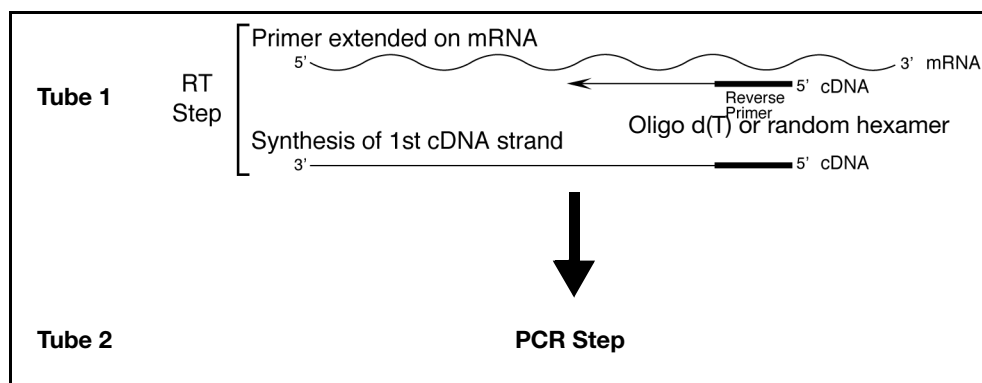 Primer extended on mRNA
5’ 3’ mRNA
Tube 1
RT
Step
5’ cDNA
Reverse
Primer
Oligo d(T) or random hexamer
Synthesis of 1st cDNA strand
3’ 5’ cDNA
Tube 2
PCR Step